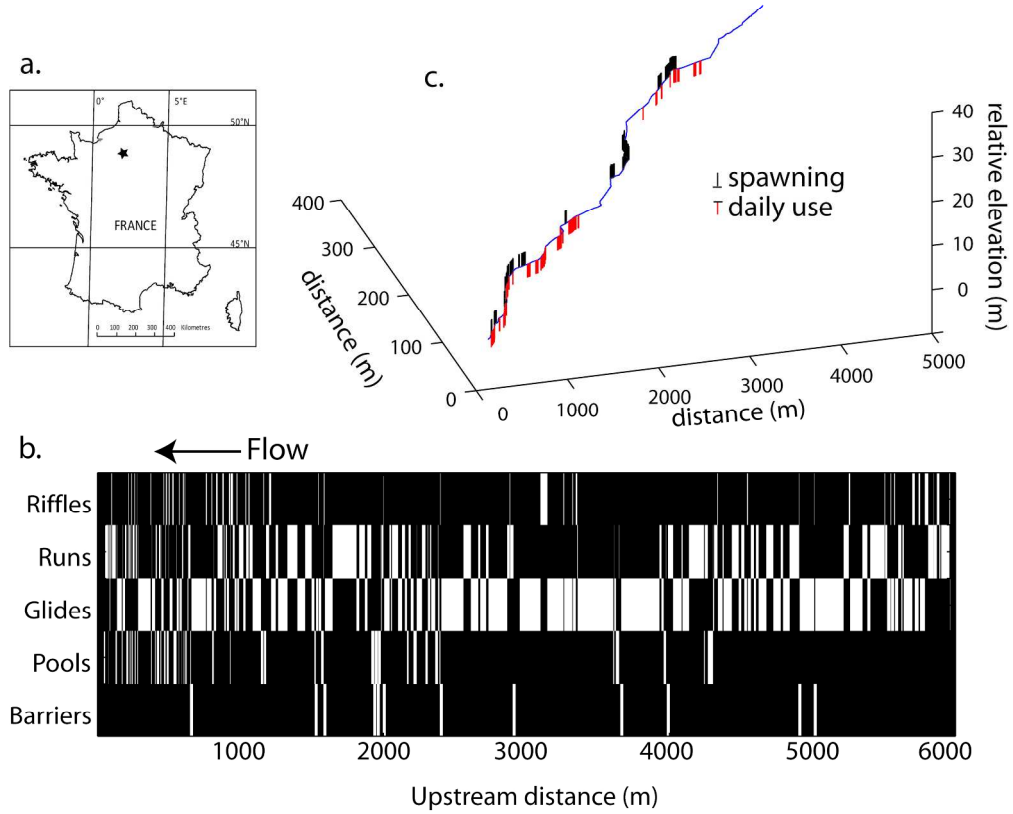 a.
0°
5°E
50°N
FRANCE
45°N
0 100 200 300 400 Kilometres
c.
40
30
20
10
0
relative elevation (m)
spawning
daily use
400
300
200
100
0
distance (m)
0
1000
2000
3000
4000
5000
distance (m)
b.
Flow
Riffles
Runs
Glides
Pools
Barriers
1000 2000 3000 4000 5000 6000
Upstream distance (m)